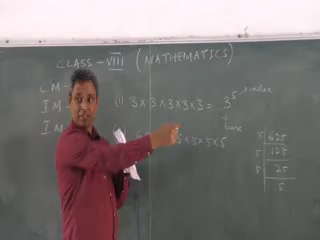 CLASS-VIII (MATHEMATICS)
CM
IM
(i) 3×3×3×3×3 = 3⁵ → index
base
IM
5×5×5
5 | 625
5 | 125
5 | 25
5